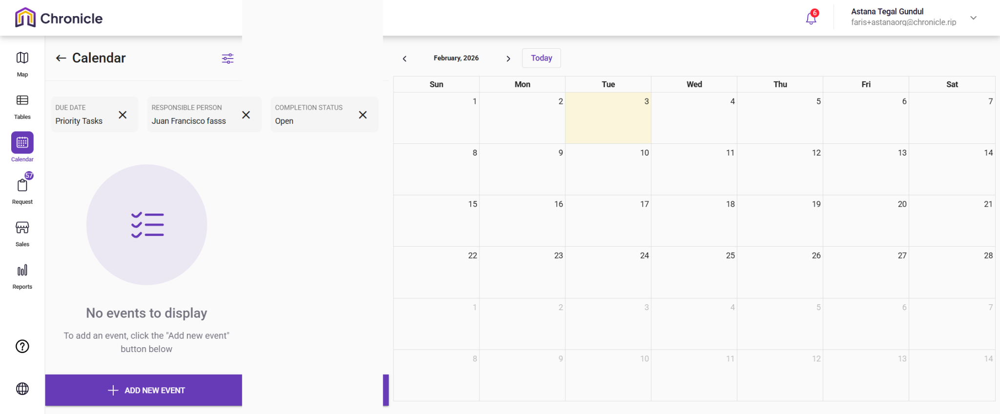 Chronicle
6
Astana Tegal Gundul
faris+astanaorg@chronicle.rip
Map
Tables
Calendar
57
Request
Sales
Reports
Calendar
DUE DATE
Priority Tasks
RESPONSIBLE PERSON
Juan Francisco fasss
COMPLETION STATUS
Open
No events to display
To add an event, click the "Add new event"
button below
ADD NEW EVENT
February, 2026
Today
Sun Mon Tue Wed Thu Fri Sat
1 2 3 4 5 6 7
8 9 10 11 12 13 14
15 16 17 18 19 20 21
22 23 24 25 26 27 28
1 2 3 4 5 6 7
8 9 10 11 12 13 14